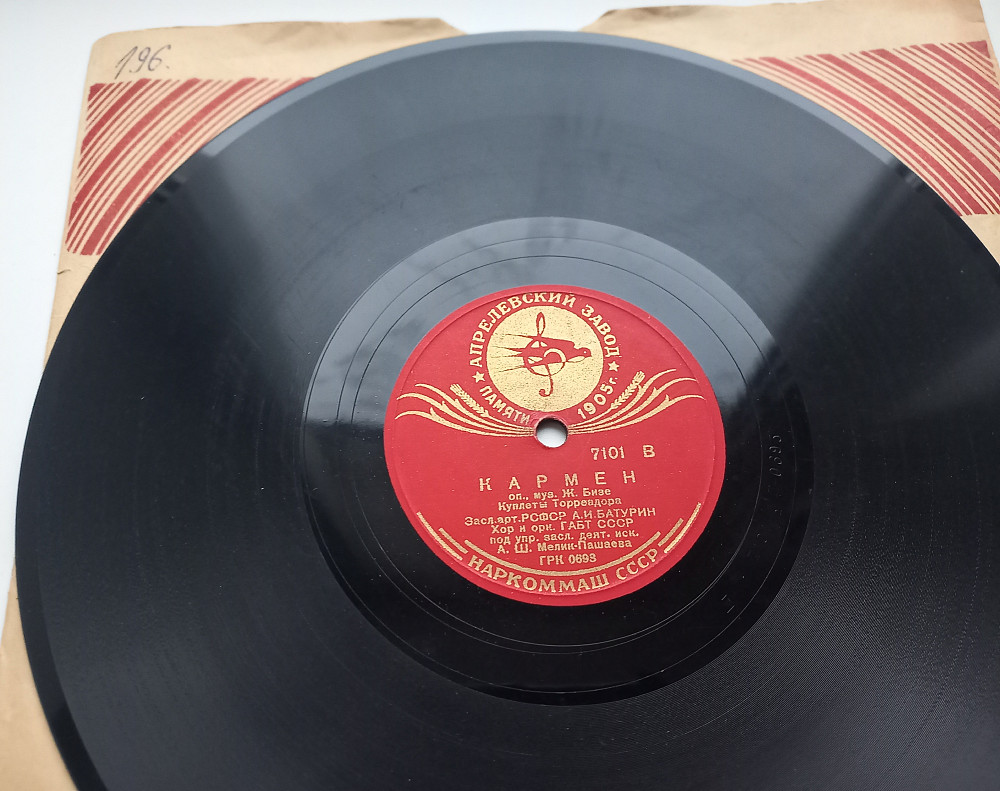 196.
АПРЕЛЕВСКИЙ ЗАВОД
ПАМЯТИ 1905 г.
7101 В
КАРМЕН
оп., муз. Ж. Бизе
Куплеты Торреадора
Засл.арт.РСФСР А.И.БАТУРИН
Хор и орк. ГАБТ СССР
под упр. засл. деят. иск.
А. Ш. Мелик-Пашаева
ГРК 0698
НАРКОММАШ СССР